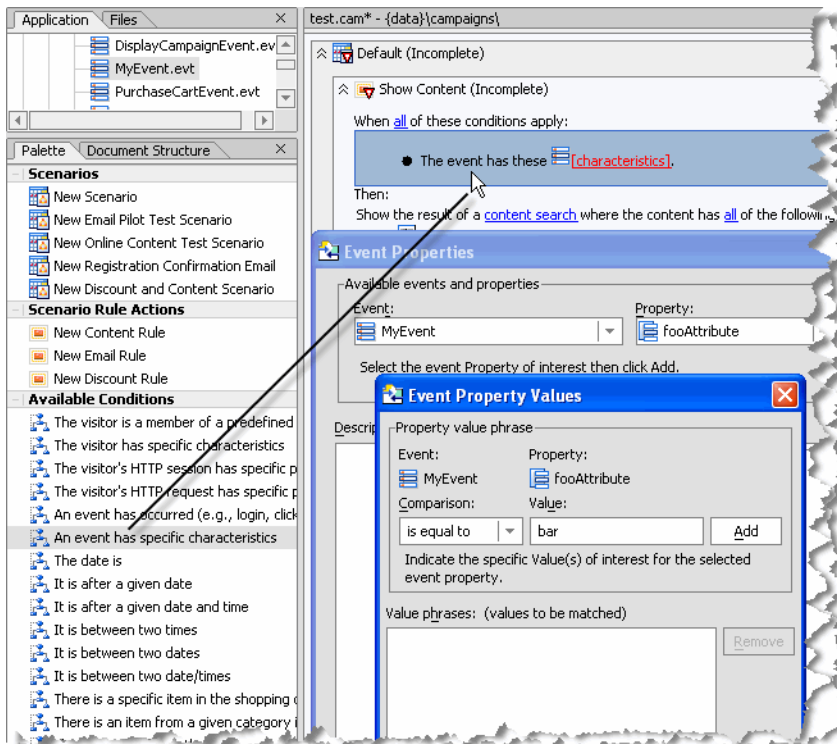 Application
Files
test.cam* - {data}\campaigns\
DisplayCampaignEvent.ev
MyEvent.evt
PurchaseCartEvent.evt
Default (Incomplete)
Show Content (Incomplete)
When all of these conditions apply:
The event has these [characteristics].
Then:
Show the result of a content search where the content has all of the following
Palette
Document Structure
Scenarios
New Scenario
New Email Pilot Test Scenario
New Online Content Test Scenario
New Registration Confirmation Email
New Discount and Content Scenario
Scenario Rule Actions
New Content Rule
New Email Rule
New Discount Rule
Available Conditions
The visitor is a member of a predefined
The visitor has specific characteristics
The visitor's HTTP session has specific p
The visitor's HTTP request has specific p
An event has occurred (e.g., login, click
An event has specific characteristics
The date is
It is after a given date
It is after a given date and time
It is between two times
It is between two dates
It is between two date/times
There is a specific item in the shopping c
There is an item from a given category i
Event Properties
Available events and properties
Event:
Property:
MyEvent
fooAttribute
Select the event Property of interest then click Add.
Descrip
Event Property Values
Property value phrase
Event:
Property:
MyEvent
fooAttribute
Comparison:
Value:
is equal to
bar
Add
Indicate the specific Value(s) of interest for the selected
event property.
Value phrases: (values to be matched)
Remove